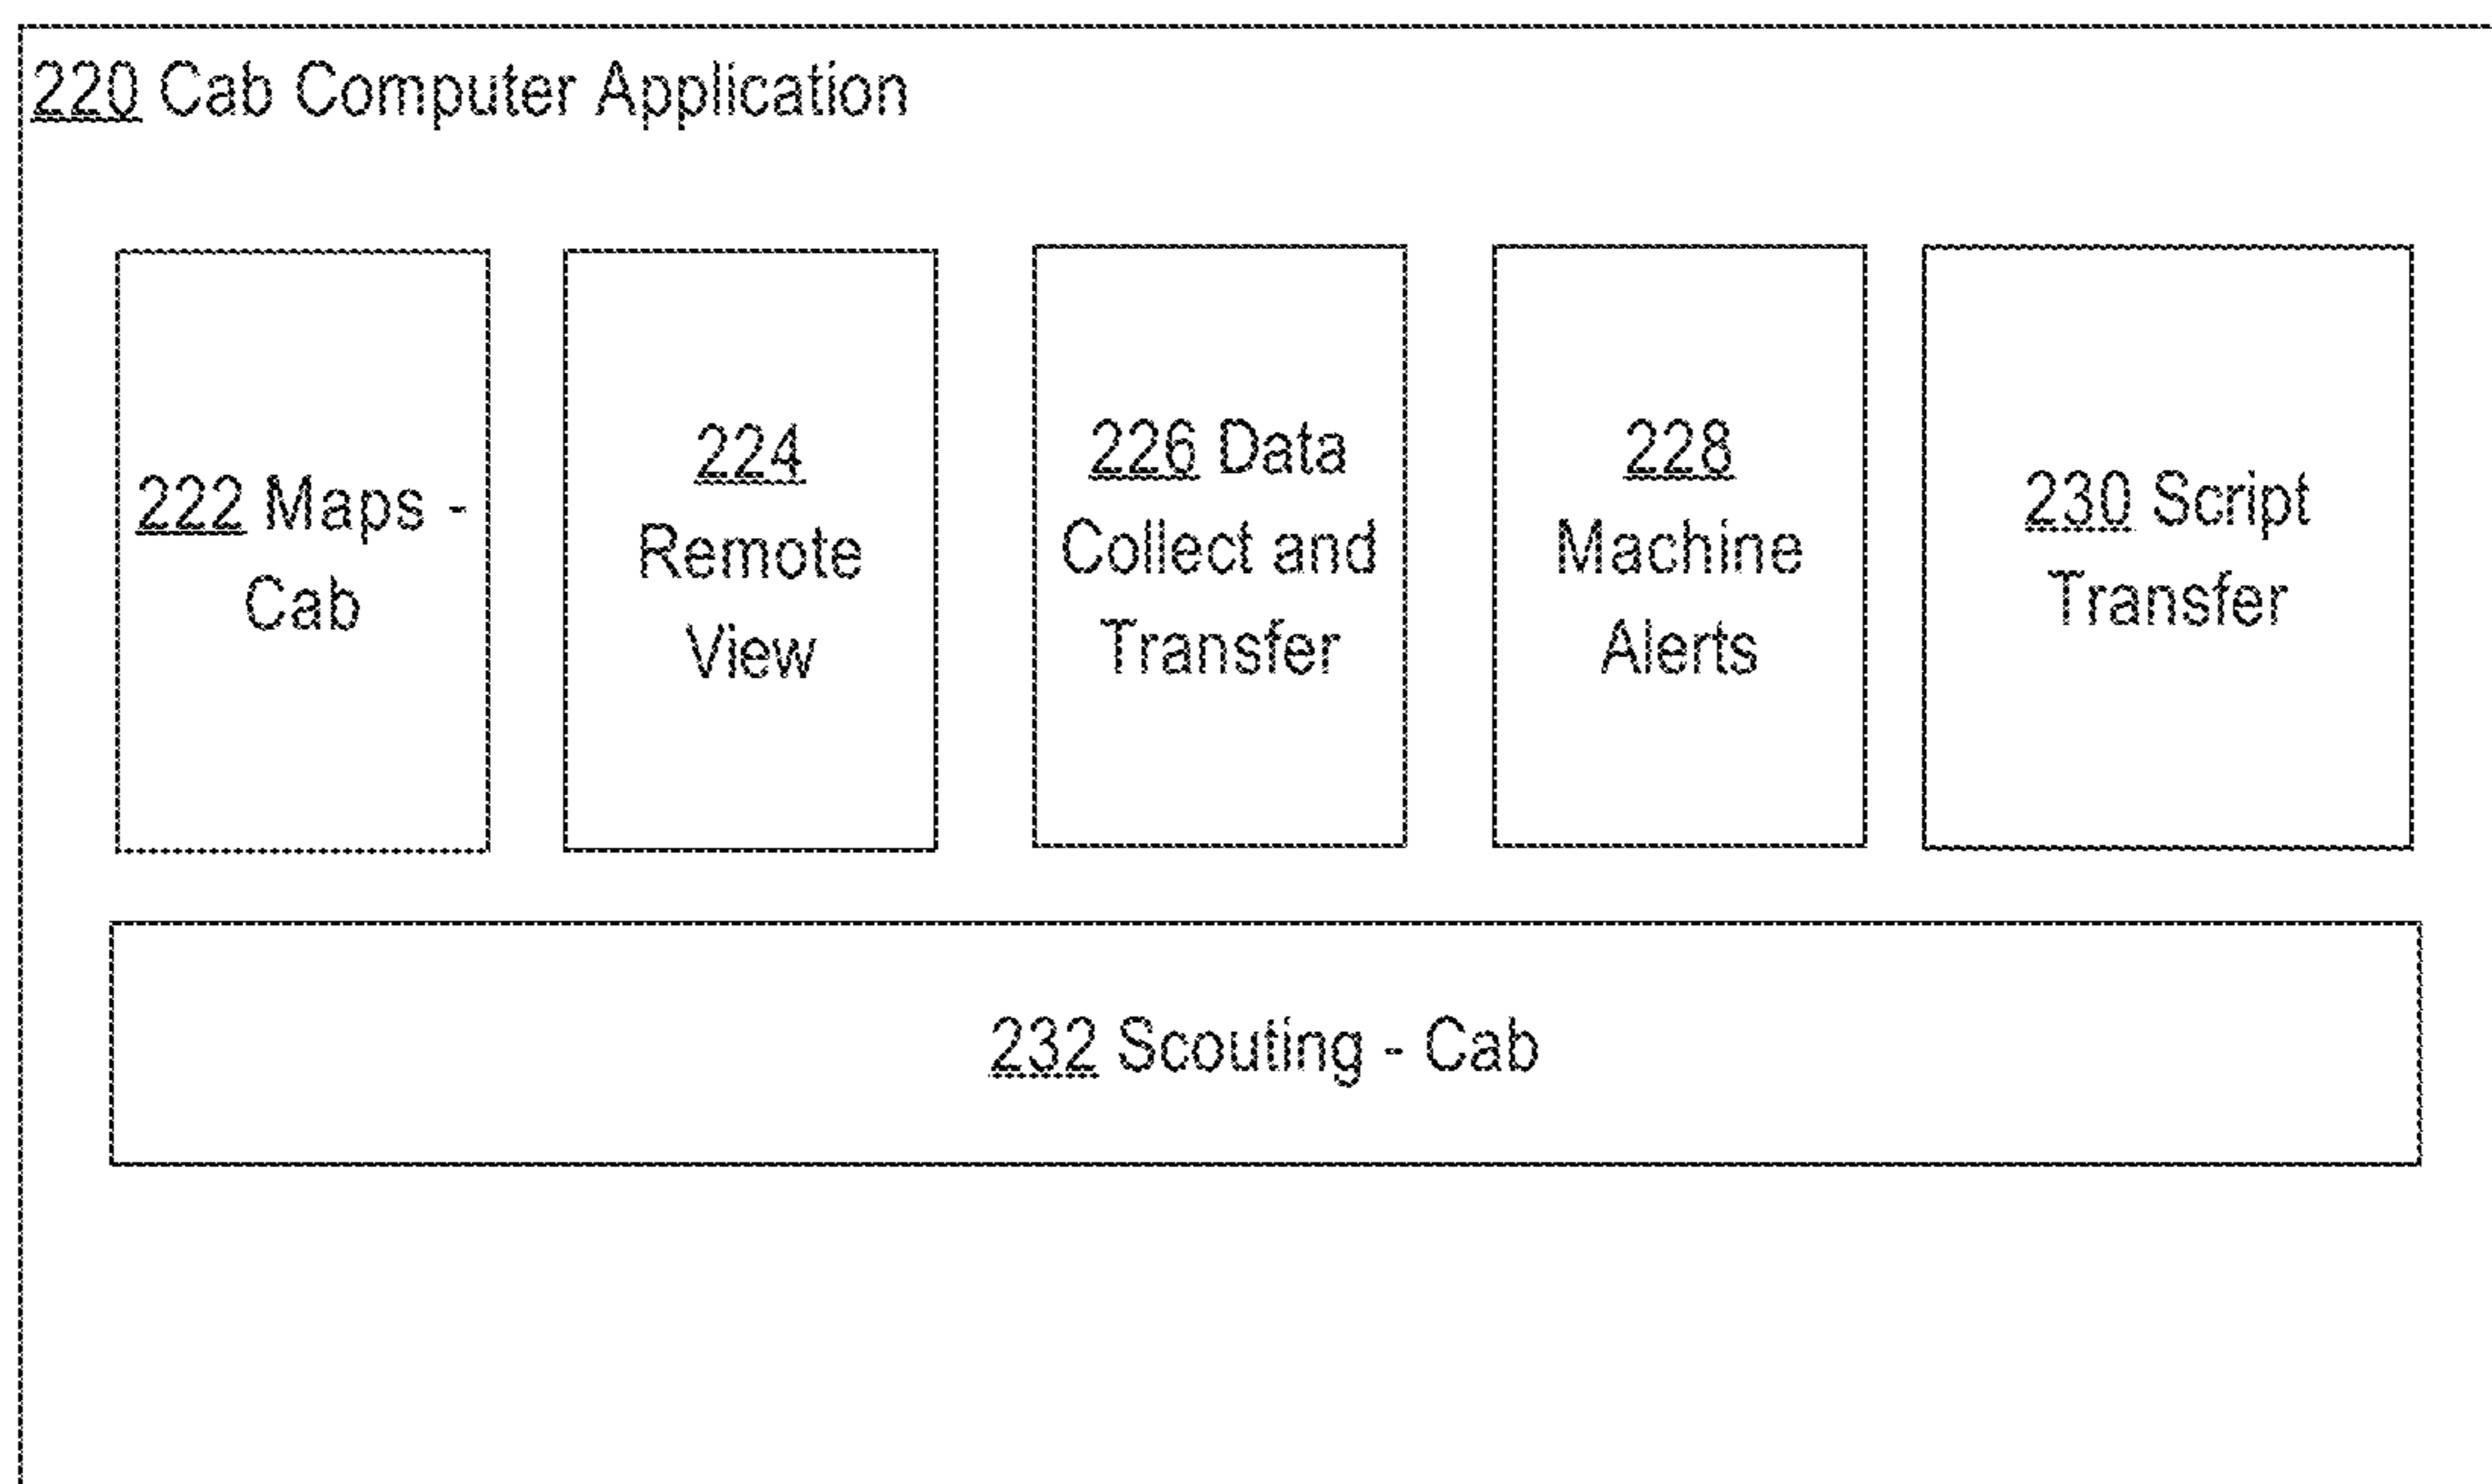 220 Cab Computer Application
222 Maps -
Cab
224
Remote
View
226 Data
Collect and
Transfer
228
Machine
Alerts
230 Script
Transfer
232 Scouting - Cab